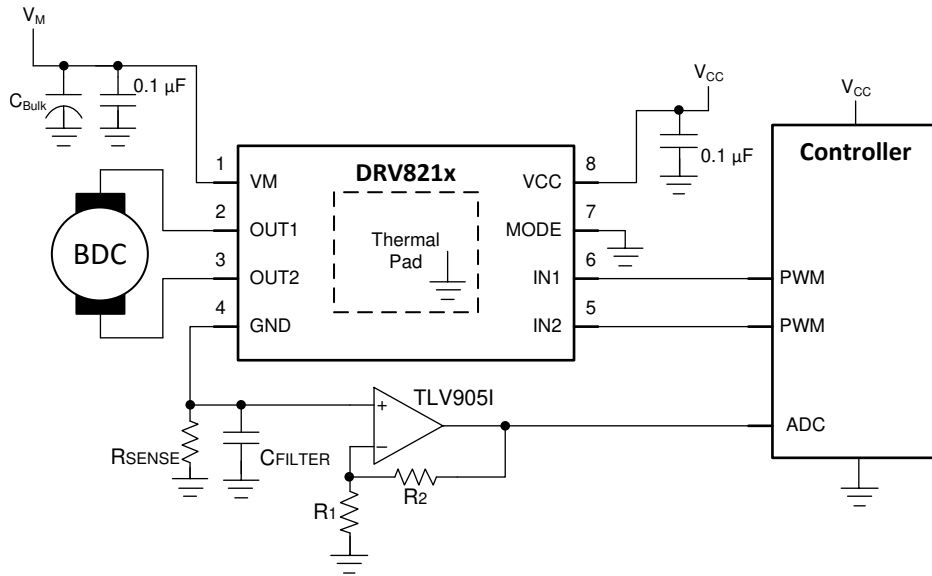 VM
CBulk
0.1 µF
VCC
0.1 µF
VCC
Controller
DRV821x
1
VM
2
OUT1
3
OUT2
4
GND
8
VCC
7
MODE
6
IN1
5
IN2
Thermal
Pad
BDC
PWM
PWM
ADC
TLV905I
+
−
RSENSE
CFILTER
R2
R1